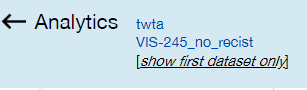 Analytics
twta
VIS-245_no_recist
[show first dataset only]